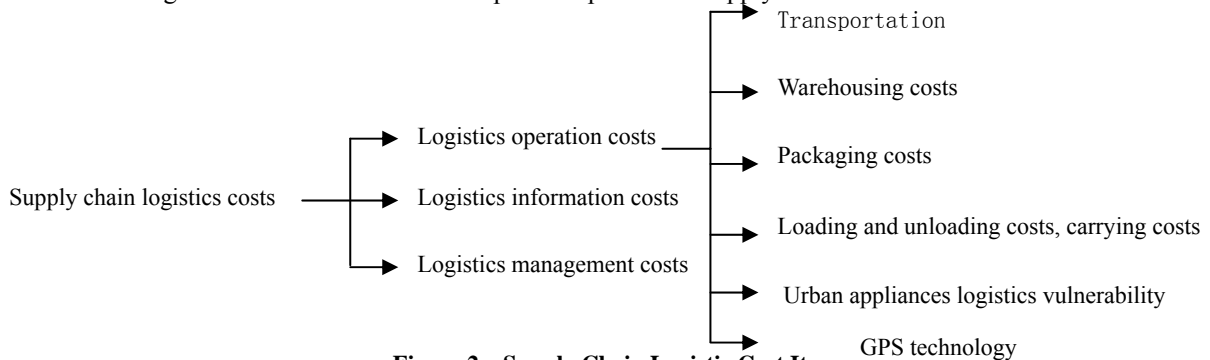 Transportation
Warehousing costs
Logistics operation costs
Packaging costs
Supply chain logistics costs
Logistics information costs
Loading and unloading costs, carrying costs
Logistics management costs
Urban appliances logistics vulnerability
GPS technology